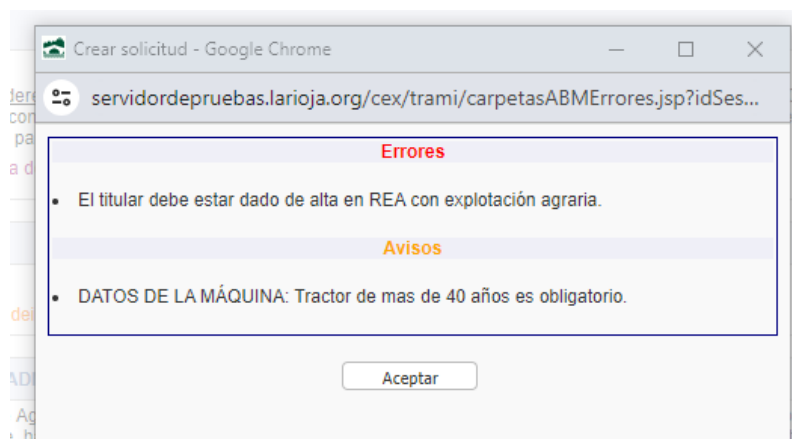 Crear solicitud - Google Chrome
servidordepruebas.larioja.org/cex/trami/carpetasABMErrores.jsp?idSes...
Errores
El titular debe estar dado de alta en REA con explotación agraria.
Avisos
DATOS DE LA MÁQUINA: Tractor de mas de 40 años es obligatorio.
Aceptar